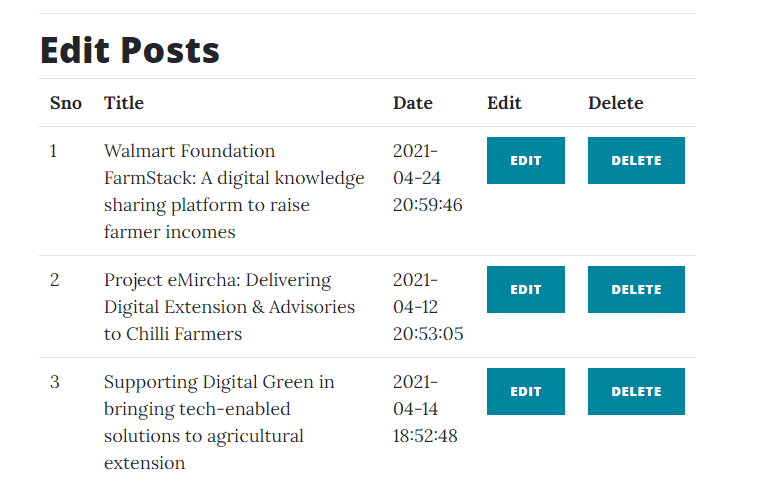 Edit Posts
Sno Title Date Edit Delete
1 Walmart Foundation 2021- EDIT DELETE
FarmStack: A digital knowledge 04-24
sharing platform to raise 20:59:46
farmer incomes
2 Project eMircha: Delivering 2021- EDIT DELETE
Digital Extension & Advisories 04-12
to Chilli Farmers 20:53:05
3 Supporting Digital Green in 2021- EDIT DELETE
bringing tech-enabled 04-14
solutions to agricultural 18:52:48
extension